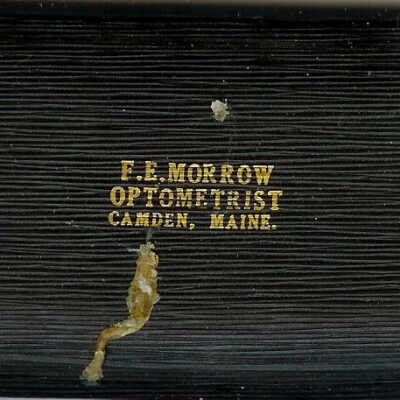 F.E.MORROW
OPTOMETRIST
CAMDEN, MAINE.